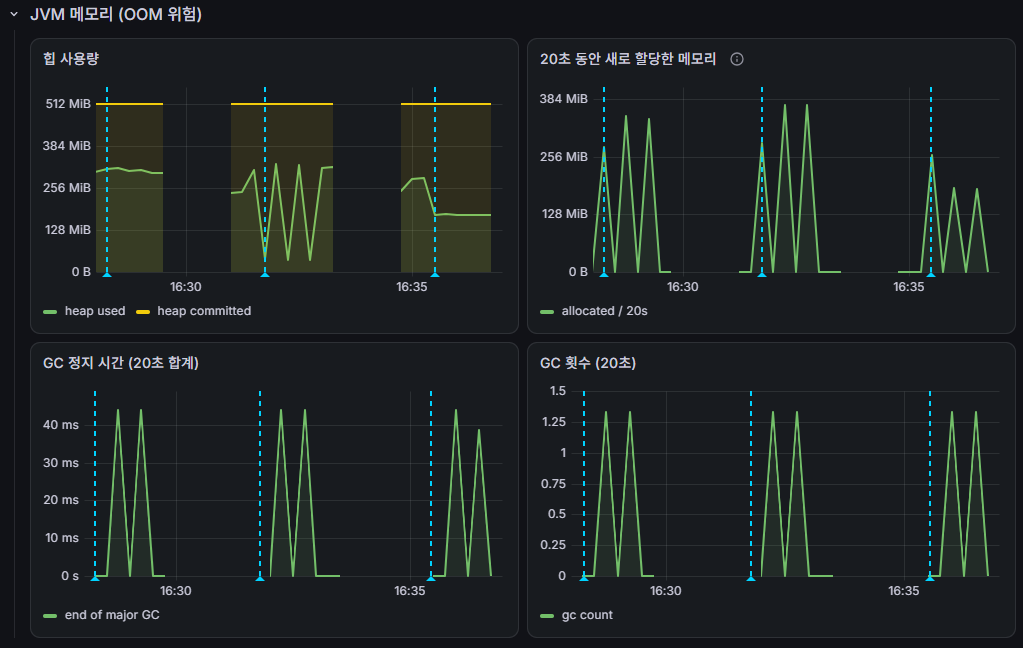 JVM 메모리 (OOM 위험)
힙 사용량
512 MiB
384 MiB
256 MiB
128 MiB
0 B
16:30
16:35
heap used
heap committed
20초 동안 새로 할당한 메모리
384 MiB
256 MiB
128 MiB
0 B
16:30
16:35
allocated / 20s
GC 정지 시간 (20초 합계)
40 ms
30 ms
20 ms
10 ms
0 s
16:30
16:35
end of major GC
GC 횟수 (20초)
1.5
1.25
1
0.75
0.5
0.25
0
16:30
16:35
gc count